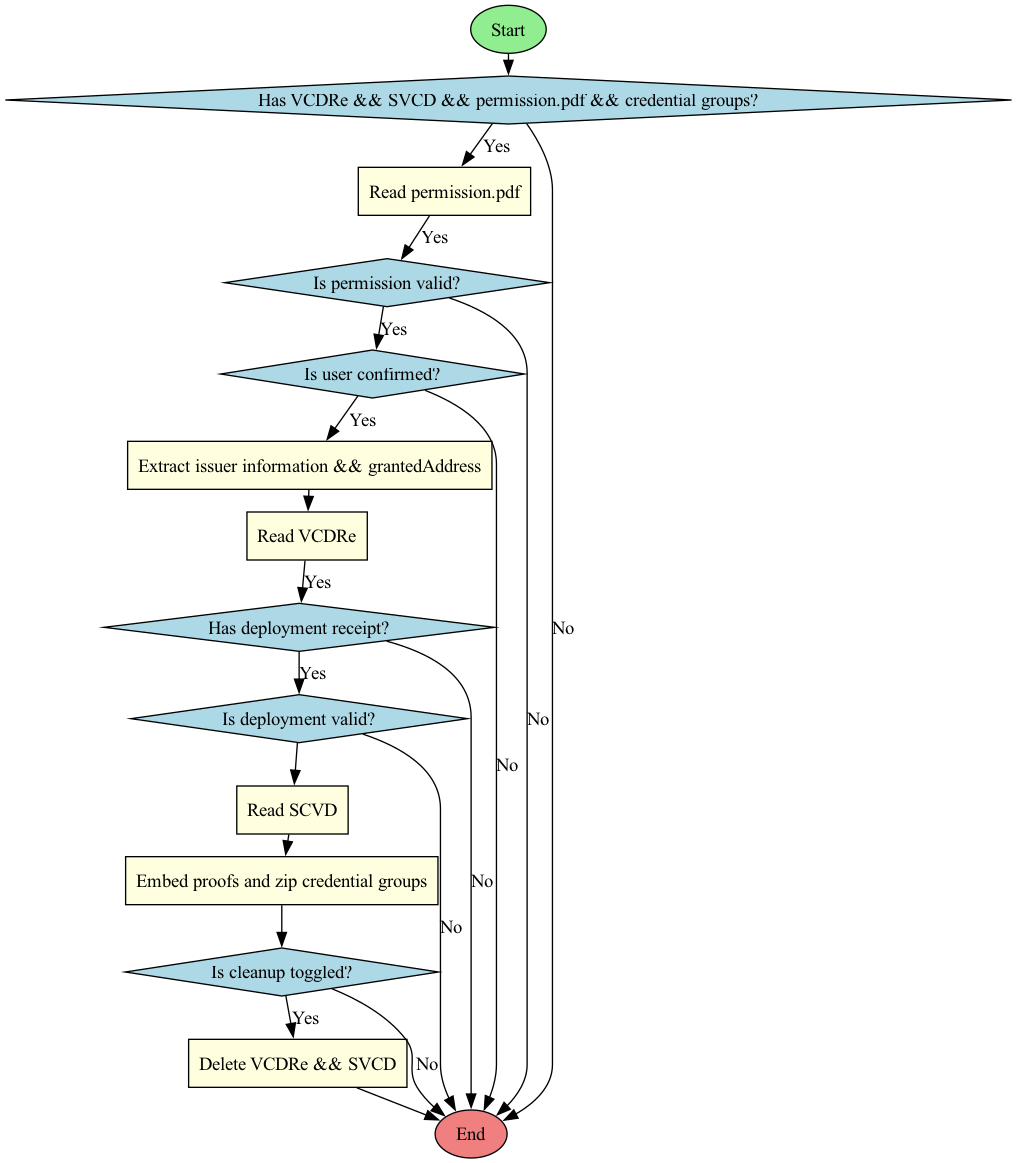 Start
Has VCDRe && SVCD && permission.pdf && credential groups?
Yes
Read permission.pdf
Yes
Is permission valid?
Yes
Is user confirmed?
Yes
Extract issuer information && grantedAddress
Read VCDRe
Yes
Has deployment receipt?
No
Yes
Is deployment valid?
No
No
Read SCVD
Embed proofs and zip credential groups
No
No
Is cleanup toggled?
Yes
Delete VCDRe && SVCD
No
End